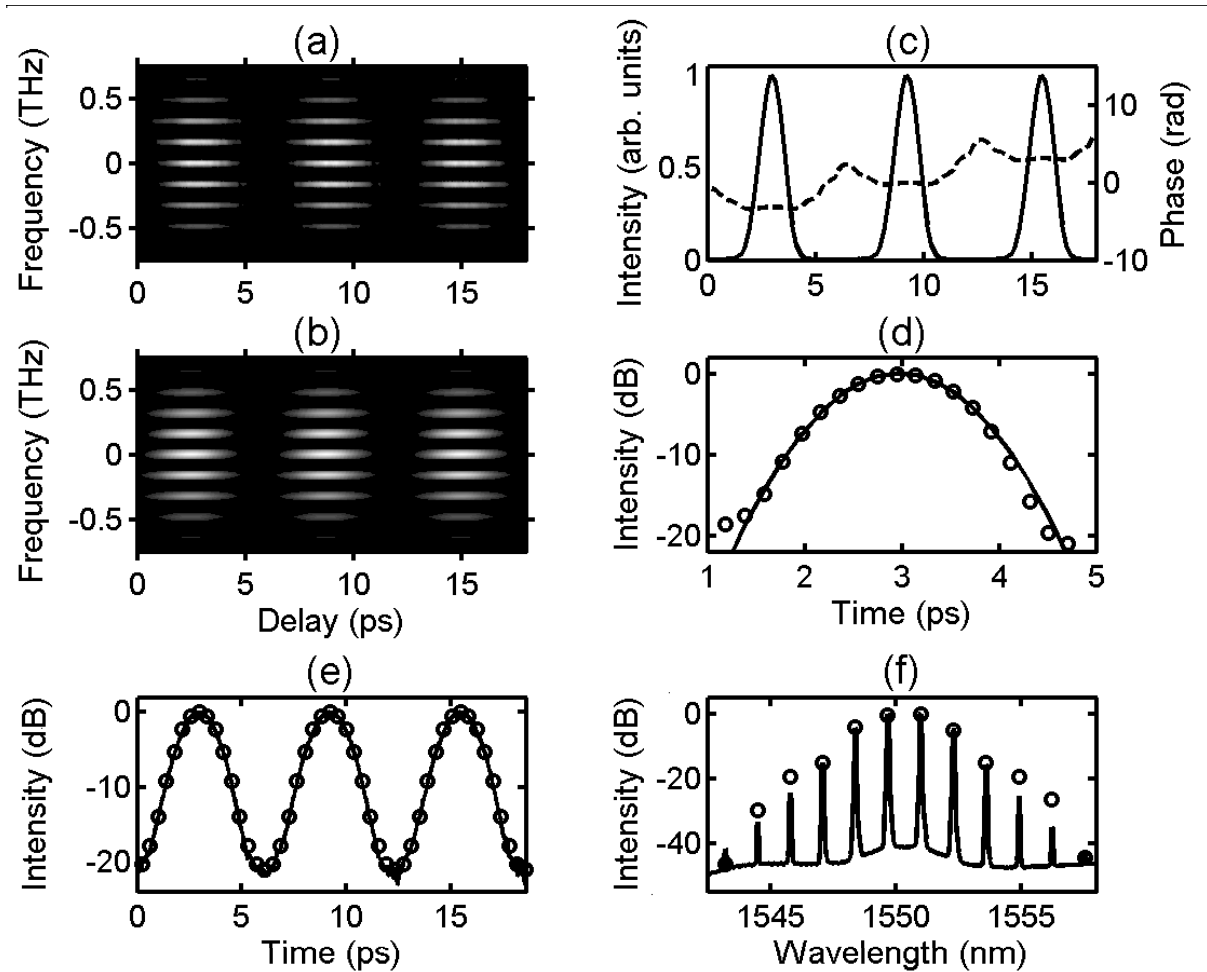 (a)
Frequency (THz)
0.5
0
-0.5
0 5 10 15
(b)
Frequency (THz)
0.5
0
-0.5
0 5 10 15
Delay (ps)
(c)
Intensity (arb. units)
1
0.5
0
10
0
-10
Phase (rad)
0 5 10 15
(d)
Intensity (dB)
0
-10
-20
1 2 3 4 5
Time (ps)
(e)
Intensity (dB)
0
-10
-20
0 5 10 15
Time (ps)
(f)
Intensity (dB)
0
-20
-40
1545 1550 1555
Wavelength (nm)